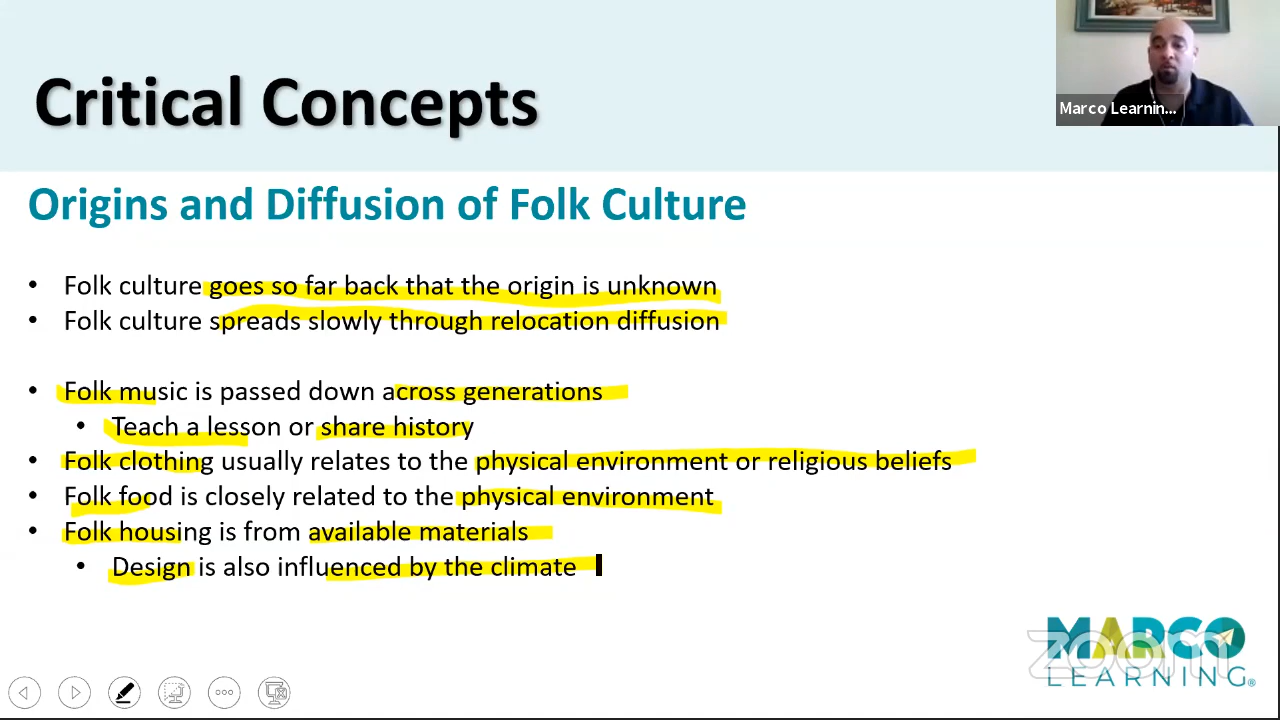 Critical Concepts
Marco Learnin...
Origins and Diffusion of Folk Culture
• Folk culture goes so far back that the origin is unknown
• Folk culture spreads slowly through relocation diffusion
• Folk music is passed down across generations
• Teach a lesson or share history
• Folk clothing usually relates to the physical environment or religious beliefs
• Folk food is closely related to the physical environment
• Folk housing is from available materials
• Design is also influenced by the climate
MARCO
zoom
LEARNING®